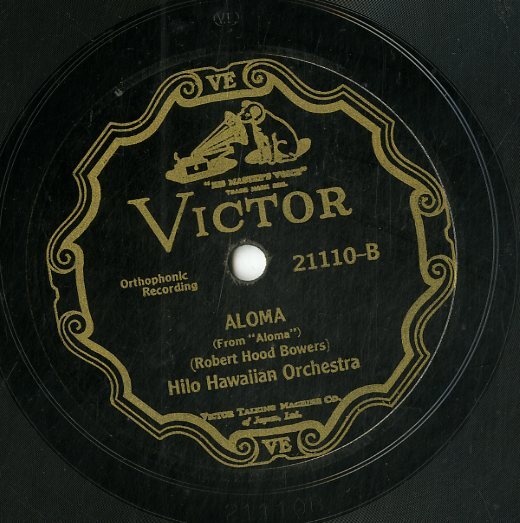 VE
"HIS MASTER'S VOICE"
TRADE MARK REG.
VICTOR
Orthophonic
Recording
21110-B
ALOMA
(From "Aloma")
(Robert Hood Bowers)
Hilo Hawaiian Orchestra
VICTOR TALKING MACHINE CO.
of Japan, Ltd.
VE